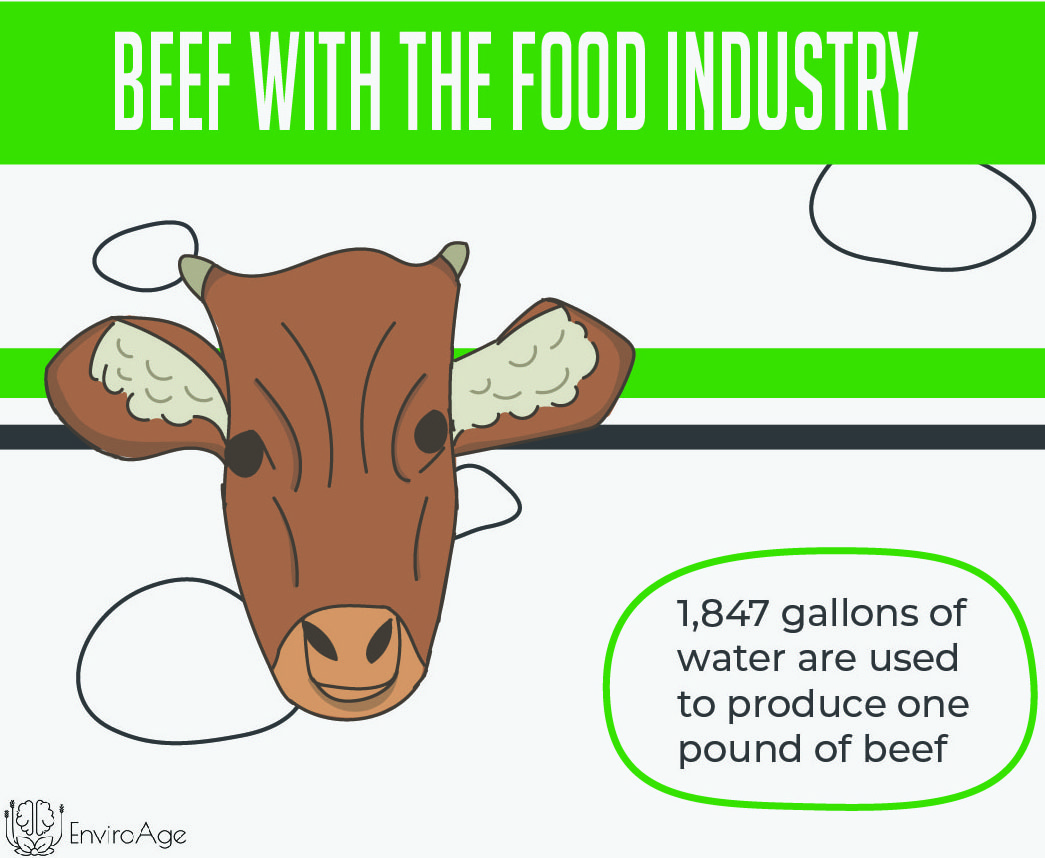 BEEF WITH THE FOOD INDUSTRY
1,847 gallons of
water are used
to produce one
pound of beef
EnviroAge